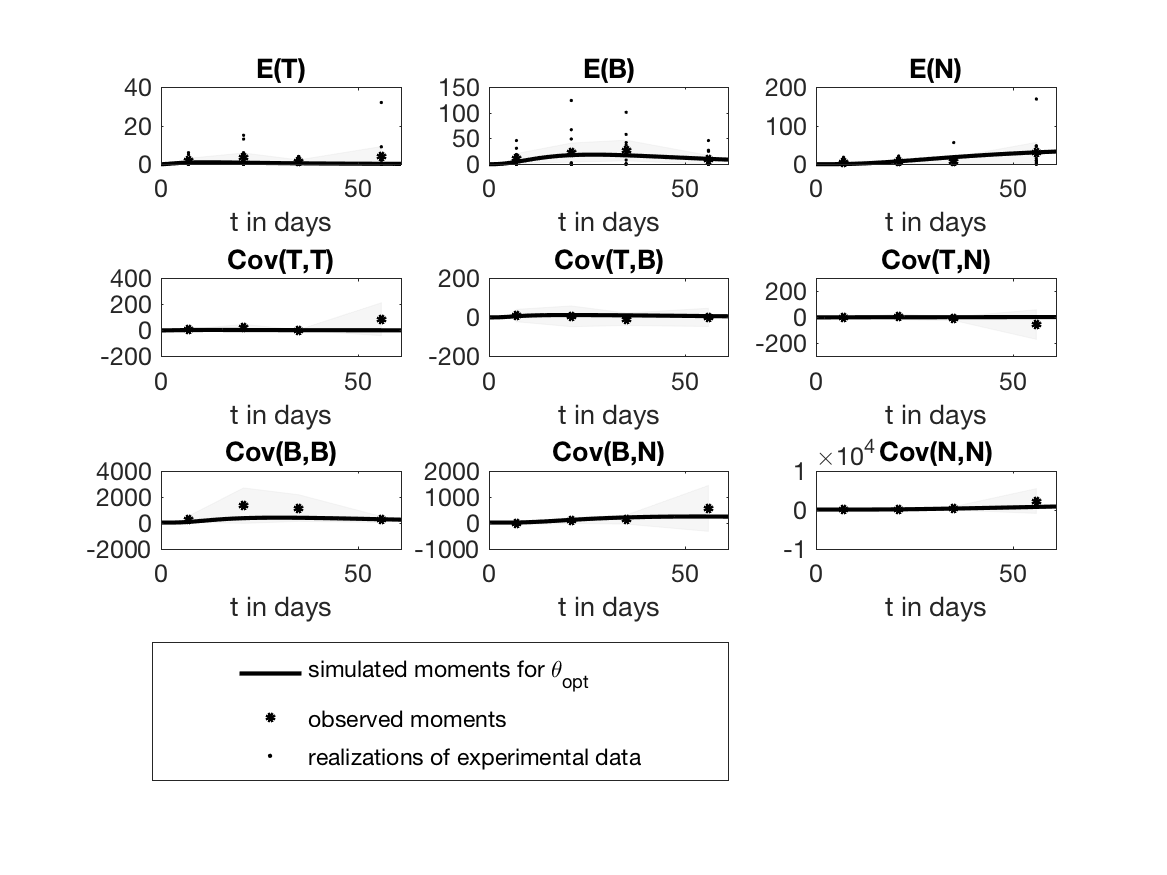 E(T) E(B) E(N)
40 150 200
20 100 100
50
0 0 0
0 50 0 50 0 50
t in days t in days t in days
Cov(T,T) Cov(T,B) Cov(T,N)
400 200 200
200
0 0 0
-200 -200 -200
0 50 0 50 0 50
t in days t in days t in days
Cov(B,B) Cov(B,N) ×10^4 Cov(N,N)
4000 2000 1
2000 1000
0 0 0
-2000 -1000 -1
0 50 0 50 0 50
t in days t in days t in days
simulated moments for θ_opt
observed moments
realizations of experimental data